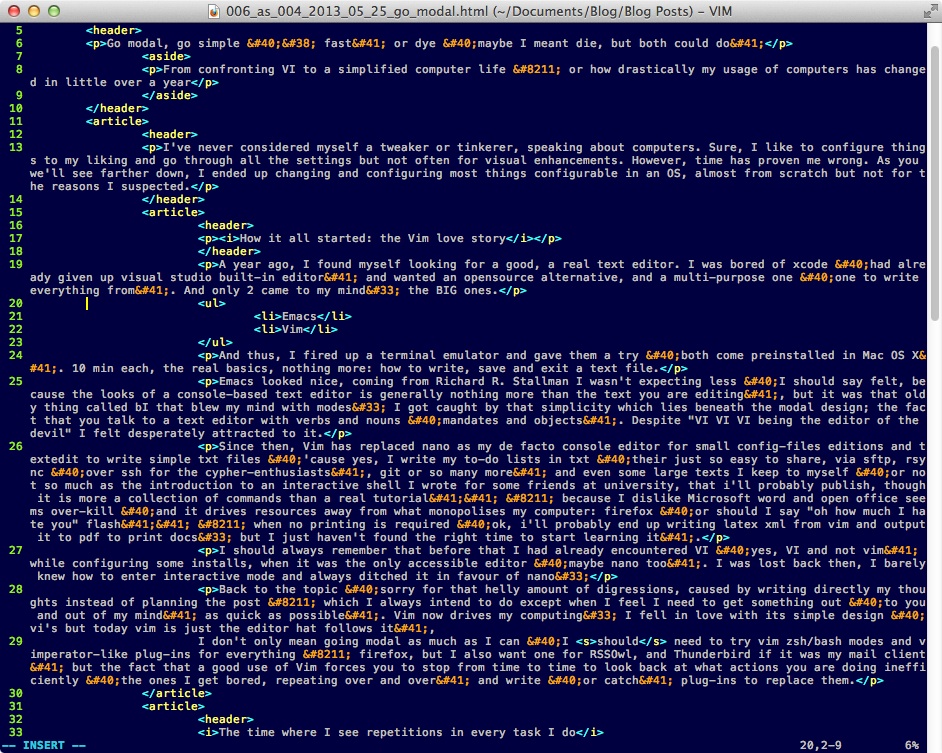 006_as_004_2013_05_25_go_modal.html (~/Documents/Blog/Blog Posts) – VIM
5 <header>
6 <p>Go modal, go simple &#40;&#38; fast&#41; or dye &#40;maybe I meant die, but both could do&#41;</p>
7 <aside>
8 <p>From confronting VI to a simplified computer life &#8211; or how drastically my usage of computers has change
d in little over a year</p>
9 </aside>
10 </header>
11 <article>
12 <header>
13 <p>I've never considered myself a tweaker or tinkerer, speaking about computers. Sure, I like to configure thing
s to my liking and go through all the settings but not often for visual enhancements. However, time has proven me wrong. As you
we'll see farther down, I ended up changing and configuring most things configurable in an OS, almost from scratch but not for t
he reasons I suspected.</p>
14 </header>
15 <article>
16 <header>
17 <p><i>How it all started: the Vim love story</i></p>
18 </header>
19 <p>A year ago, I found myself looking for a good, a real text editor. I was bored of xcode &#40;had alre
ady given up visual studio built-in editor&#41; and wanted an opensource alternative, and a multi-purpose one &#40;one to write
everything from&#41;. And only 2 came to my mind&#33; the BIG ones.</p>
20 <ul>
21 <li>Emacs</li>
22 <li>Vim</li>
23 </ul>
24 <p>And thus, I fired up a terminal emulator and gave them a try &#40;both come preinstalled in Mac OS X&
#41;. 10 min each, the real basics, nothing more: how to write, save and exit a text file.</p>
25 <p>Emacs looked nice, coming from Richard R. Stallman I wasn't expecting less &#40;I should say felt, be
cause the looks of a console-based text editor is generally nothing more than the text you are editing&#41;, but it was that old
y thing called bI that blew my mind with modes&#33; I got caught by that simplicity which lies beneath the modal design; the fac
t that you talk to a text editor with verbs and nouns &#40;mandates and objects&#41;. Despite "VI VI VI being the editor of the
devil" I felt desperately attracted to it.</p>
26 <p>Since then, Vim has replaced nano as my de facto console editor for small config-files editions and t
extedit to write simple txt files &#40;'cause yes, I write my to-do lists in txt &#40;their just so easy to share, via sftp, rsy
nc &#40;over ssh for the cypher-enthusiasts&#41;, git or so many more&#41; and even some large texts I keep to myself &#40;or no
t so much as the introduction to an interactive shell I wrote for some friends at university, that i'll probably publish, though
it is more a collection of commands than a real tutorial&#41;&#41; &#8211; because I dislike Microsoft word and open office see
ms over-kill &#40;and it drives resources away from what monopolises my computer: firefox &#40;or should I say "oh how much I ha
te you" flash&#41;&#41; &#8211; when no printing is required &#40;ok, i'll probably end up writing latex xml from vim and output
it to pdf to print docs&#33; but I just haven't found the right time to start learning it&#41;.</p>
27 <p>I should always remember that before that I had already encountered VI &#40;yes, VI and not vim&#41;
while configuring some installs, when it was the only accessible editor &#40;maybe nano too&#41;. I was lost back then, I barely
knew how to enter interactive mode and always ditched it in favour of nano&#33;</p>
28 <p>Back to the topic &#40;sorry for that helly amount of digressions, caused by writing directly my thou
ghts instead of planning the post &#8211; which I always intend to do except when I feel I need to get something out &#40;to you
and out of my mind&#41; as quick as possible&#41;. Vim now drives my computing&#33; I fell in love with its simple design &#40;
vi's but today vim is just the editor hat follows it&#41;,
29 I don't only mean going modal as much as I can &#40;I <s>should</s> need to try vim zsh/bash modes and v
imperator-like plug-ins for everything &#8211; firefox, but I also want one for RSSOwl, and Thunderbird if it was my mail client
&#41; but the fact that a good use of Vim forces you to stop from time to time to look back at what actions you are doing ineffi
ciently &#40;the ones I get bored, repeating over and over&#41; and write &#40;or catch&#41; plug-ins to replace them.</p>
30 </article>
31 <article>
32 <header>
33 <i>The time where I see repetitions in every task I do</i>
-- INSERT -- 20,2-9 6%